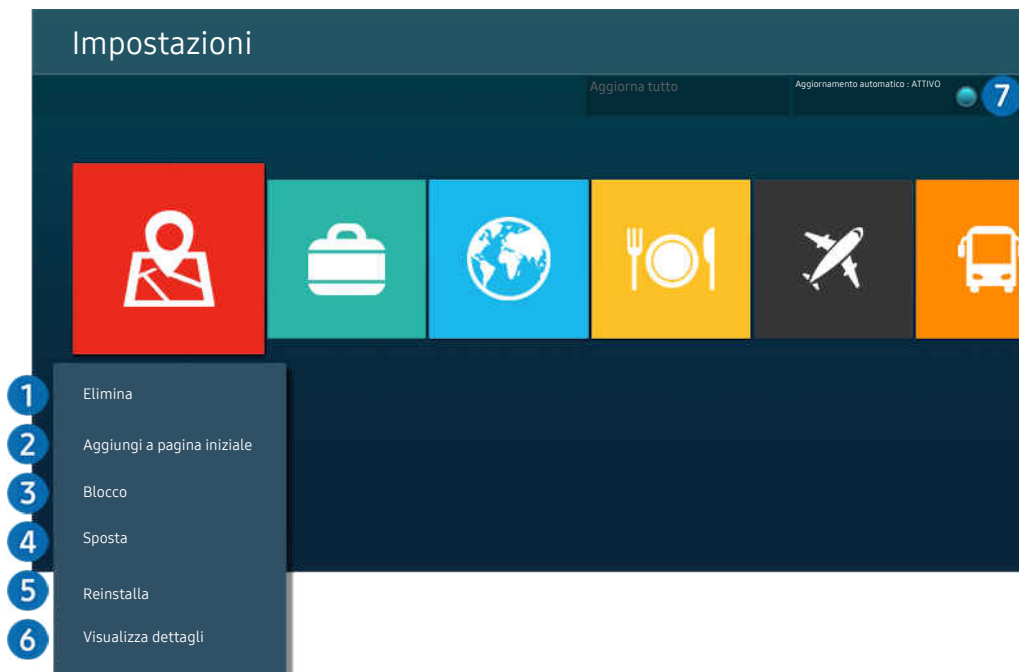 Impostazioni
Aggiorna tutto
Aggiornamento automatico : ATTIVO
7
1 Elimina
2 Aggiungi a pagina iniziale
3 Blocco
4 Sposta
5 Reinstalla
6 Visualizza dettagli